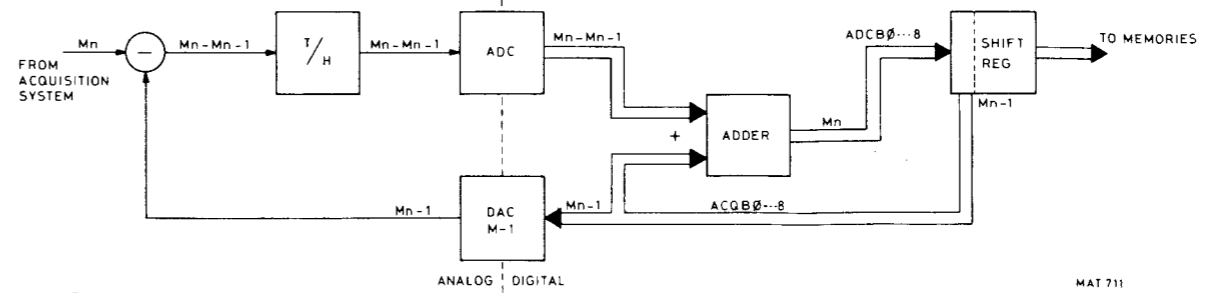 Mn
FROM
ACQUISITION
SYSTEM
−
Mn-Mn-1
T/H
Mn-Mn-1
ADC
Mn-Mn-1
+
ADDER
Mn
ADCBØ---8
SHIFT
REG
TO MEMORIES
Mn-1
ACQBØ---8
Mn-1
DAC
M-1
Mn-1
ANALOG
DIGITAL
MAT 711